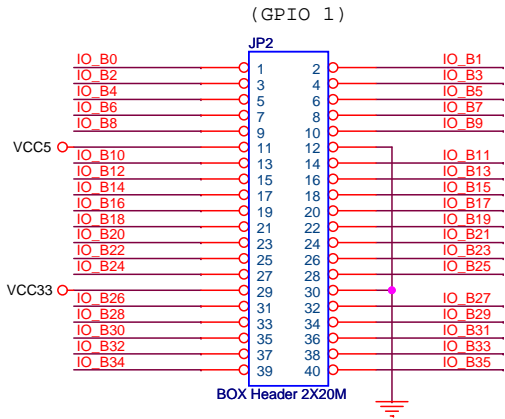 (GPIO 1)
JP2
IO_B0 1 2 IO_B1
IO_B2 3 4 IO_B3
IO_B4 5 6 IO_B5
IO_B6 7 8 IO_B7
IO_B8 9 10 IO_B9
VCC5 11 12
IO_B10 13 14 IO_B11
IO_B12 15 16 IO_B13
IO_B14 17 18 IO_B15
IO_B16 19 20 IO_B17
IO_B18 21 22 IO_B19
IO_B20 23 24 IO_B21
IO_B22 25 26 IO_B23
IO_B24 27 28 IO_B25
VCC33 29 30
IO_B26 31 32 IO_B27
IO_B28 33 34 IO_B29
IO_B30 35 36 IO_B31
IO_B32 37 38 IO_B33
IO_B34 39 40 IO_B35
BOX Header 2X20M